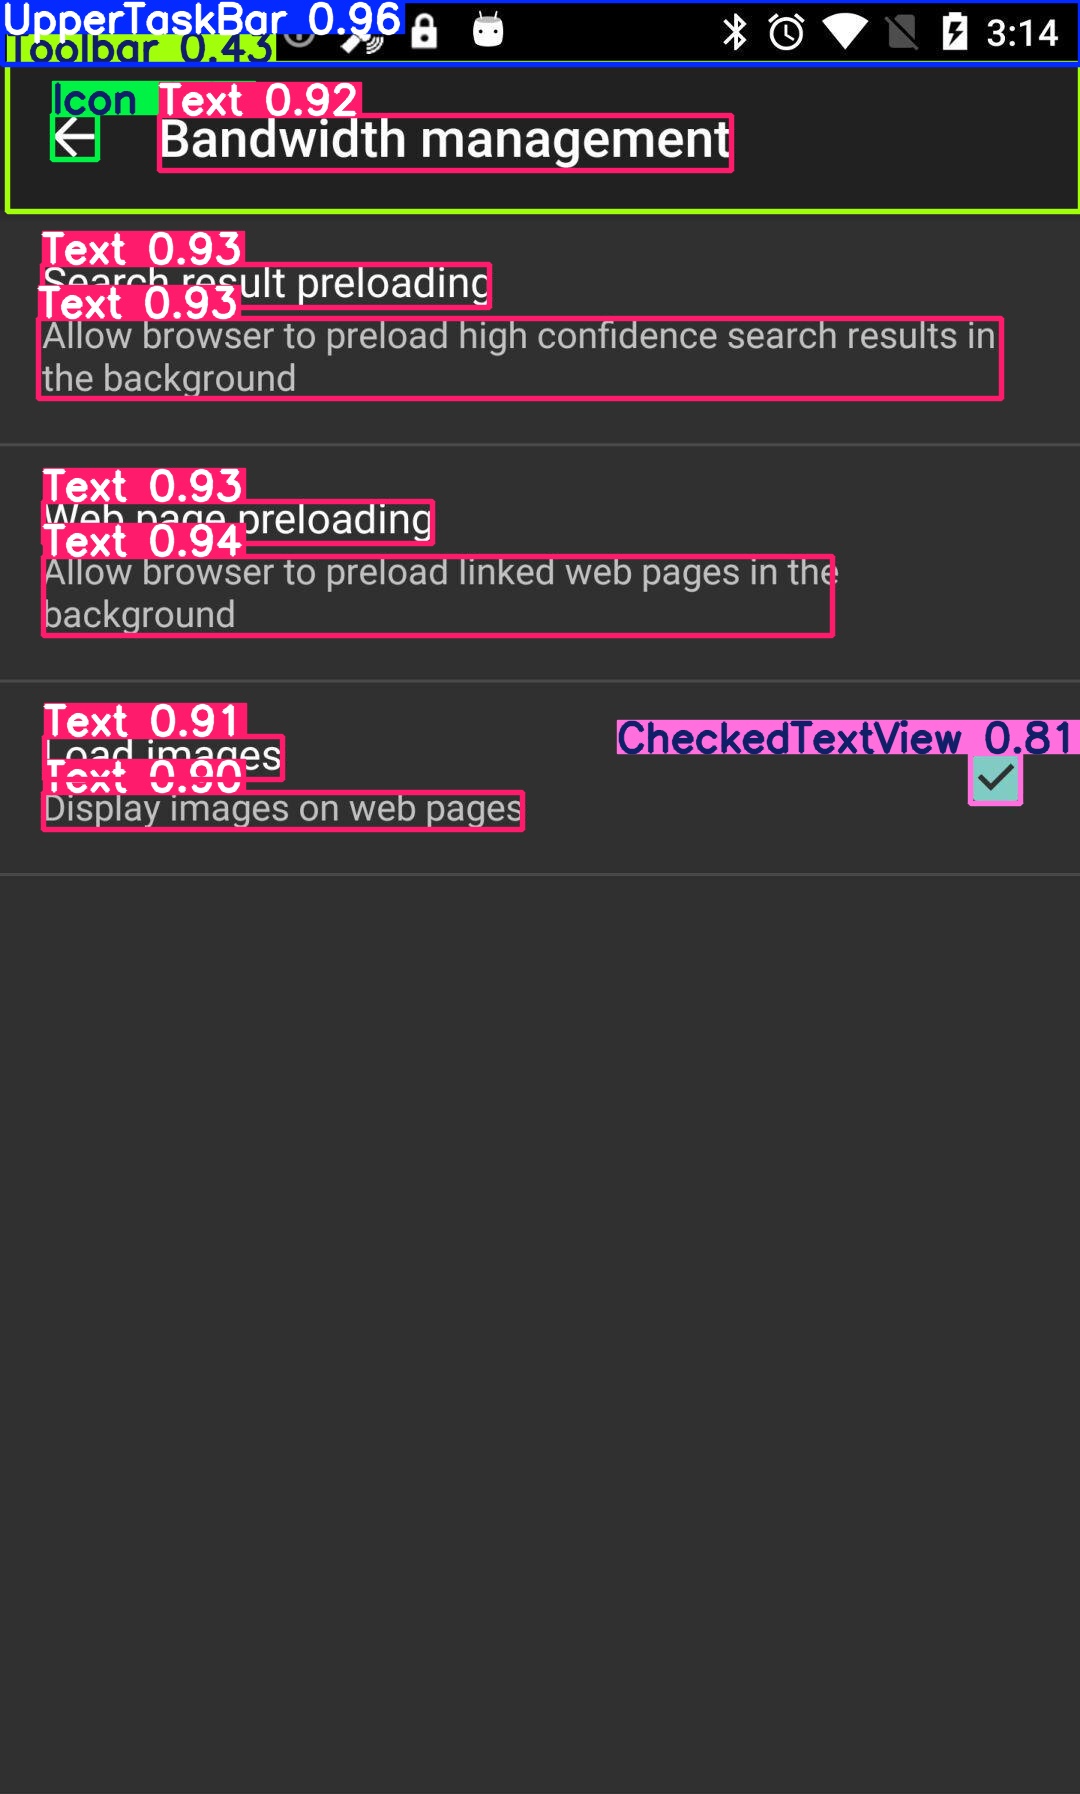 UpperTaskBar 0.96
Toolbar 0.43
3:14
Icon
Text 0.92
Bandwidth management
Text 0.93
Search result preloading
Text 0.93
Allow browser to preload high confidence search results in
the background
Text 0.93
Web page preloading
Text 0.94
Allow browser to preload linked web pages in the
background
Text 0.91
CheckedTextView 0.81
Load images
Text 0.90
Display images on web pages